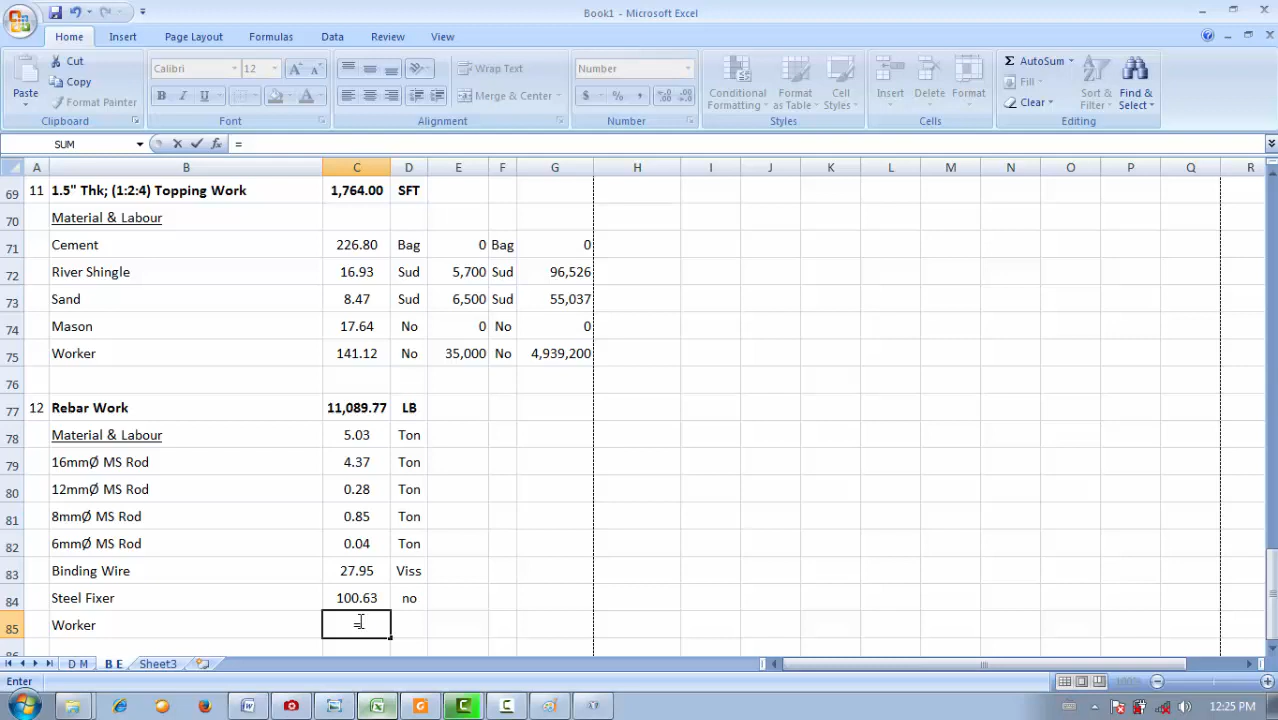 Book1 - Microsoft Excel
Home Insert Page Layout Formulas Data Review View
Paste Cut Copy Format Painter Clipboard
Calibri 12 B I U Font
Wrap Text Merge & Center Alignment
Number $ % , Number
Conditional Formatting Format as Table Cell Styles Styles
Insert Delete Format Cells
Σ AutoSum Fill Clear Sort & Filter Find & Select Editing
SUM fx =
A B C D E F G H I J K L M N O P Q R
69 11 1.5" Thk; (1:2:4) Topping Work 1,764.00 SFT
70 Material & Labour
71 Cement 226.80 Bag 0 Bag 0
72 River Shingle 16.93 Sud 5,700 Sud 96,526
73 Sand 8.47 Sud 6,500 Sud 55,037
74 Mason 17.64 No 0 No 0
75 Worker 141.12 No 35,000 No 4,939,200
76
77 12 Rebar Work 11,089.77 LB
78 Material & Labour 5.03 Ton
79 16mmØ MS Rod 4.37 Ton
80 12mmØ MS Rod 0.28 Ton
81 8mmØ MS Rod 0.85 Ton
82 6mmØ MS Rod 0.04 Ton
83 Binding Wire 27.95 Viss
84 Steel Fixer 100.63 no
85 Worker =
D M B E Sheet3
Enter 100%
12:25 PM